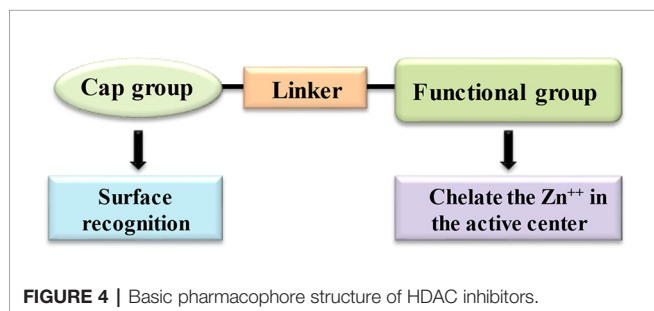 Cap group
Linker
Functional group
Surface
recognition
Chelate the Zn⁺⁺ in
the active center
FIGURE 4 | Basic pharmacophore structure of HDAC inhibitors.